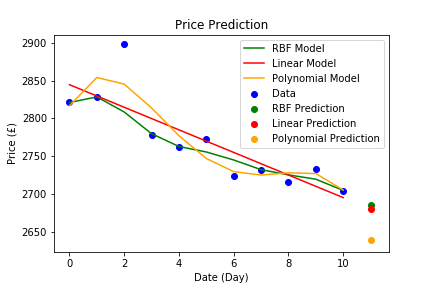 Price Prediction
2900
2850
2800
2750
2700
2650
Price (£)
RBF Model
Linear Model
Polynomial Model
Data
RBF Prediction
Linear Prediction
Polynomial Prediction
0
2
4
6
8
10
Date (Day)